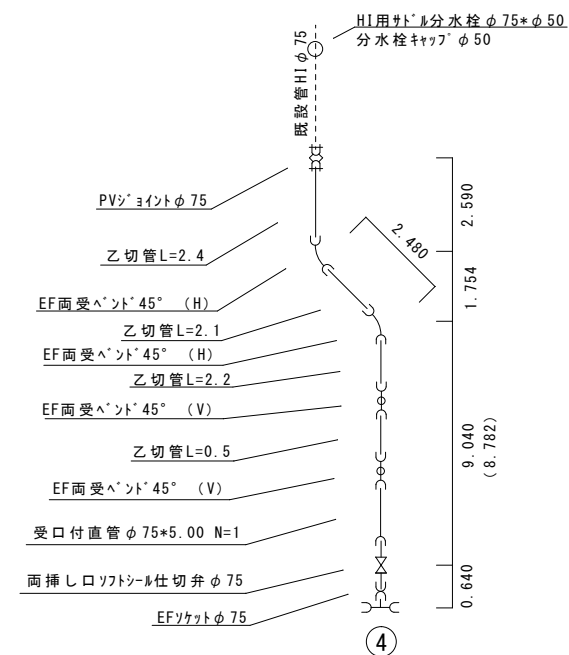 HI用ｻﾄﾞﾙ分水栓φ75*φ50
分水栓ｷｬｯﾌﾟφ50
既設管HIφ75
PVｼﾞｮｲﾝﾄφ75
2.590
乙切管L=2.4
2.480
1.754
EF両受ﾍﾞﾝﾄﾞ45° (H)
乙切管L=2.1
EF両受ﾍﾞﾝﾄﾞ45° (H)
乙切管L=2.2
EF両受ﾍﾞﾝﾄﾞ45° (V)
9.040
(8.782)
乙切管L=0.5
EF両受ﾍﾞﾝﾄﾞ45° (V)
受口付直管φ75*5.00 N=1
両挿し口ｿﾌﾄｼｰﾙ仕切弁φ75
0.640
EFｿｹｯﾄφ75
④